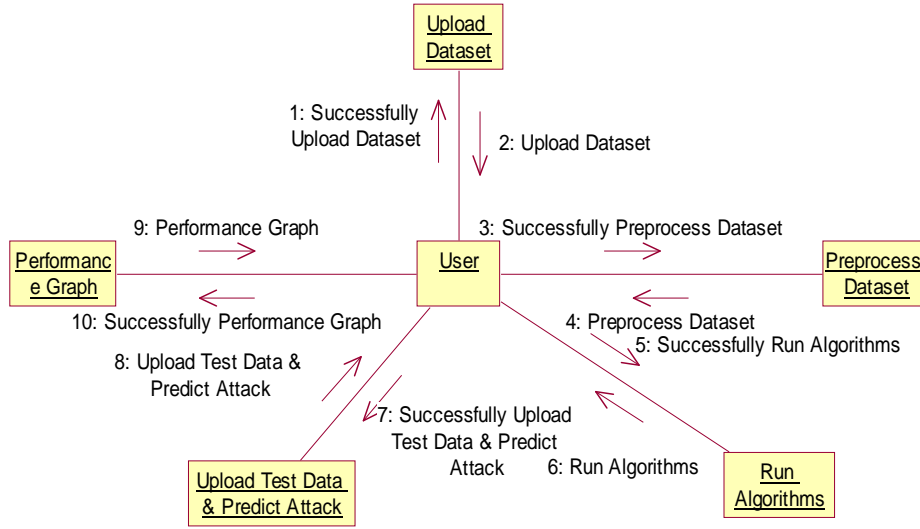 Upload
Dataset
1: Successfully
Upload Dataset
2: Upload Dataset
9: Performance Graph
3: Successfully Preprocess Dataset
Performanc
e Graph
User
Preprocess
Dataset
10: Successfully Performance Graph
4: Preprocess Dataset
5: Successfully Run Algorithms
8: Upload Test Data &
Predict Attack
7: Successfully Upload
Test Data & Predict
Attack
6: Run Algorithms
Upload Test Data
& Predict Attack
Run
Algorithms